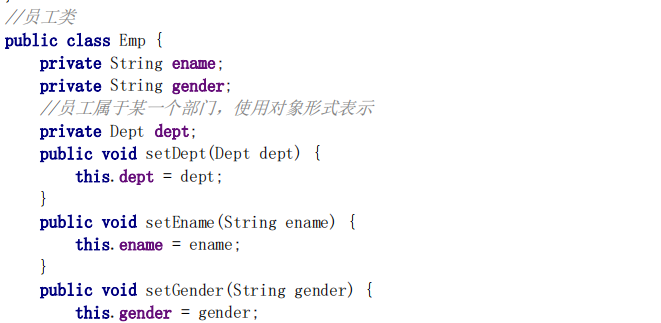 //员工类
public class Emp {
    private String ename;
    private String gender;
    //员工属于某一个部门，使用对象形式表示
    private Dept dept;
    public void setDept(Dept dept) {
        this.dept = dept;
    }
    public void setEname(String ename) {
        this.ename = ename;
    }
    public void setGender(String gender) {
        this.gender = gender;